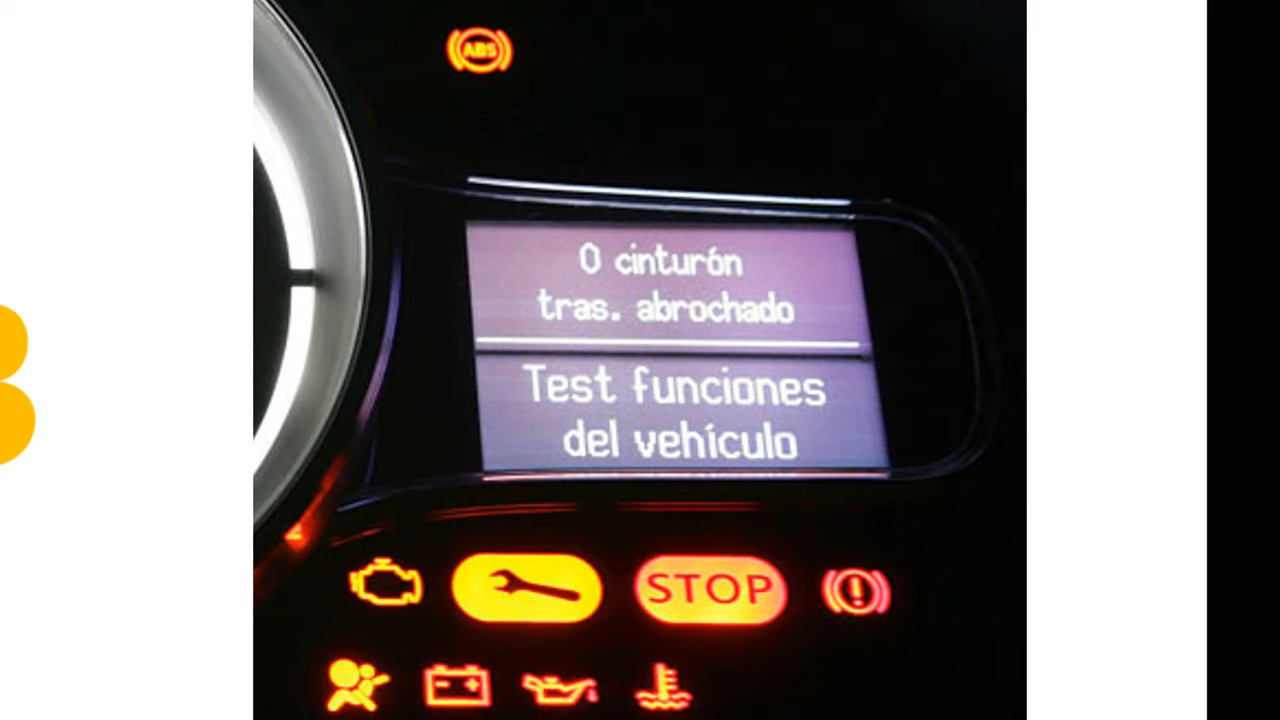 ABS
0 cinturón
tras. abrochado
Test funciones
del vehículo
STOP